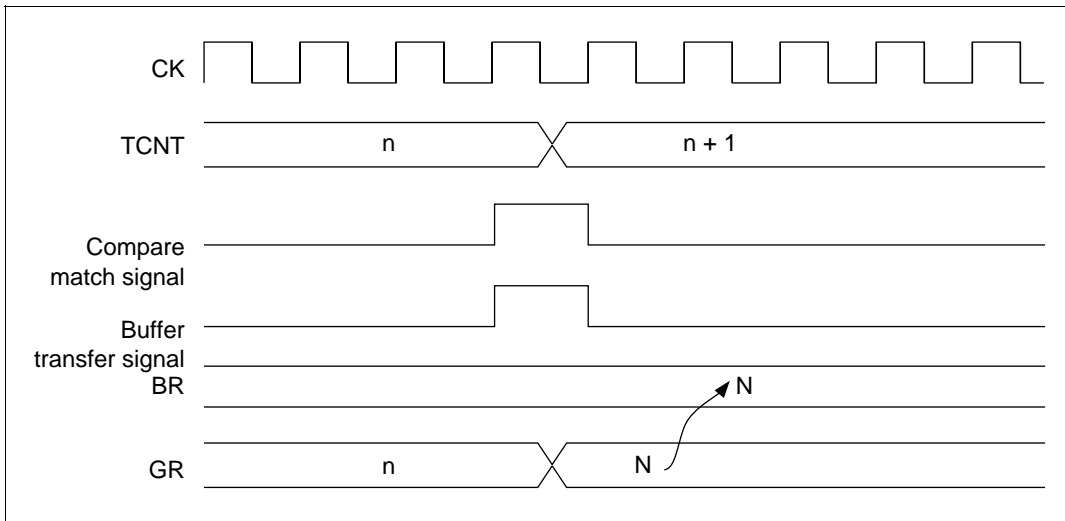 CK
TCNT n n + 1
Compare
match signal
Buffer
transfer signal
BR N
GR n N